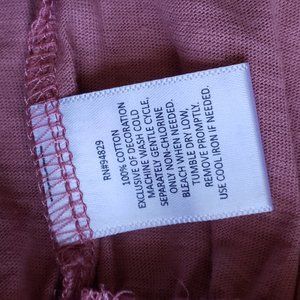 RN#94829
100% COTTON
EXCLUSIVE OF DECORATION
MACHINE WASH COLD
SEPARATELY GENTLE CYCLE,
ONLY NON-CHLORINE
BLEACH WHEN NEEDED.
TUMBLE DRY LOW,
REMOVE PROMPTLY.
USE COOL IRON IF NEEDED.